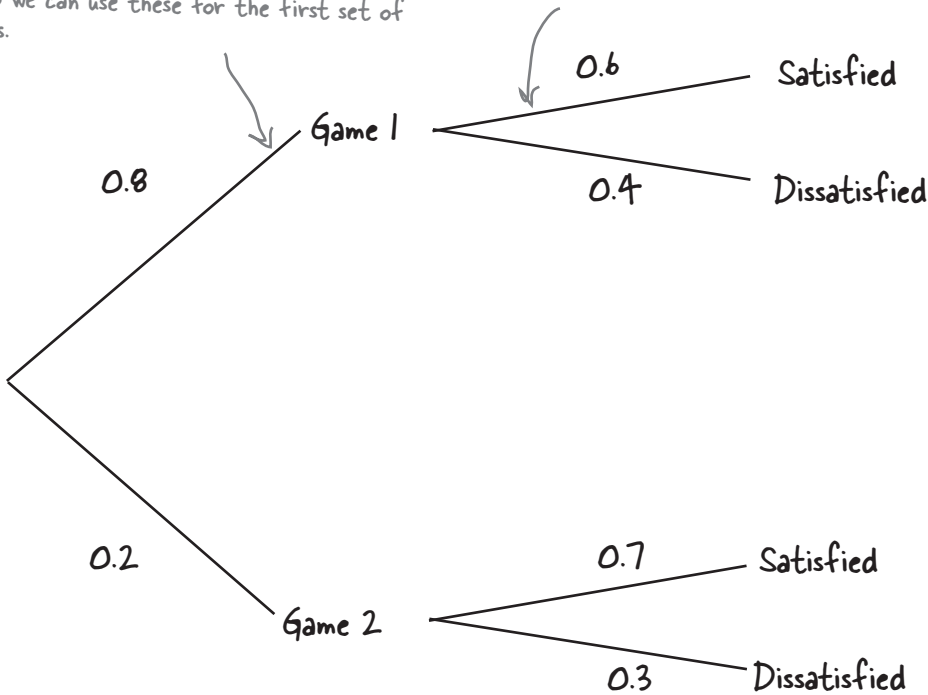 we can use these for the first set of
s.
0.6
Satisfied
Game 1
0.8
0.4
Dissatisfied
0.7
Satisfied
0.2
Game 2
0.3
Dissatisfied